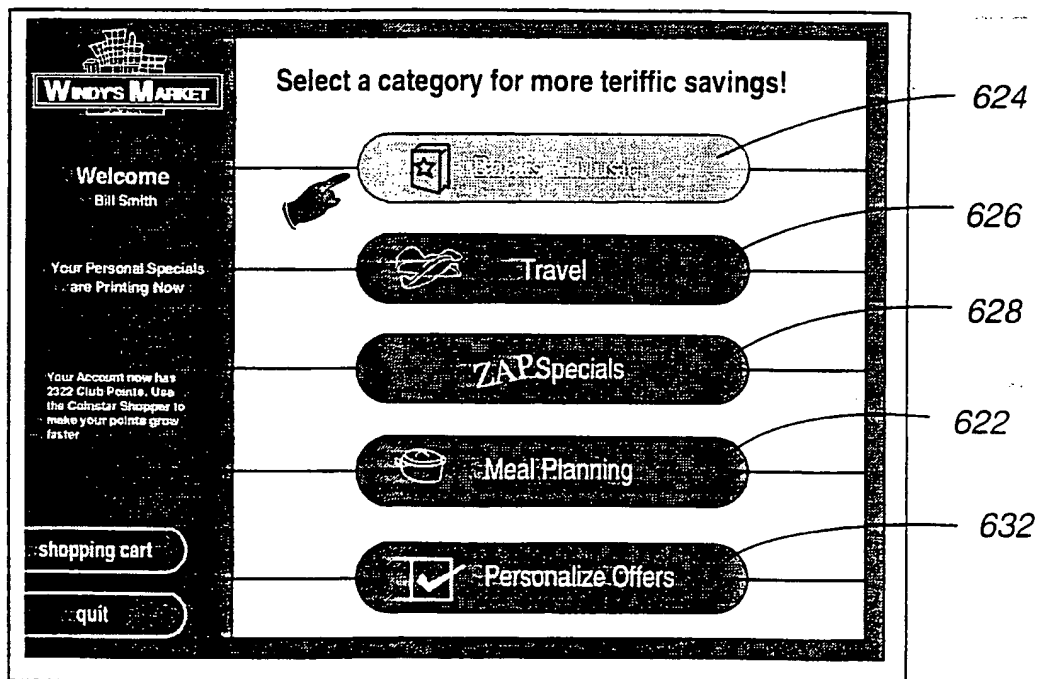 WINDY'S MARKET
Welcome
Bill Smith
Your Personal Specials
are Printing Now
Your Account now has
2322 Club Points. Use
the Coinstar Shopper to
make your points grow
faster
shopping cart
quit
Select a category for more teriffic savings!
Books Music
Travel
ZAP Specials
Meal Planning
Personalize Offers
624
626
628
622
632